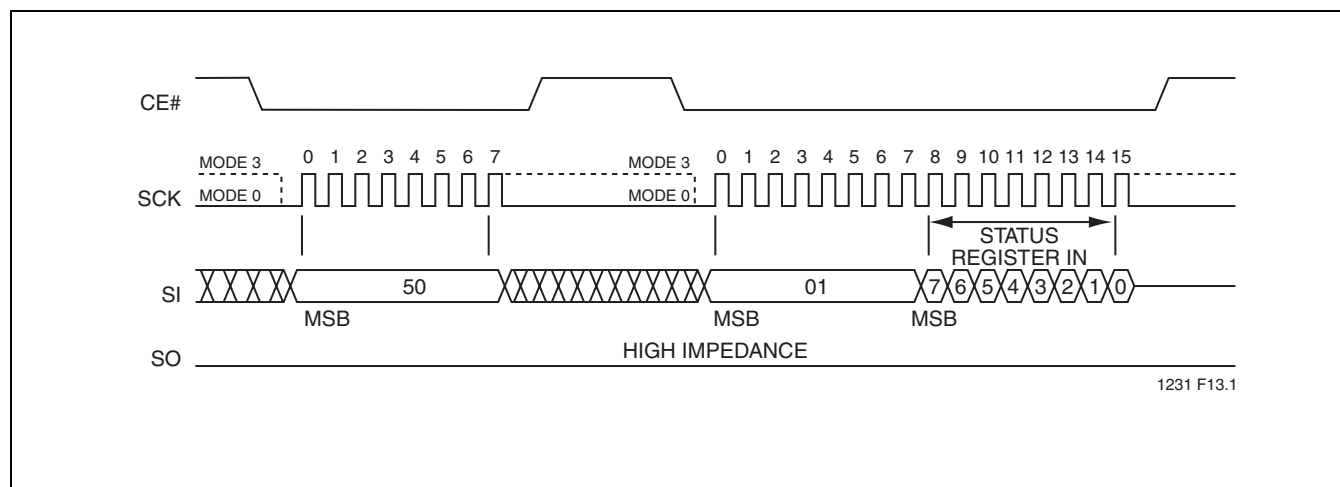 CE#
MODE 3 0 1 2 3 4 5 6 7 MODE 3 0 1 2 3 4 5 6 7 8 9 10 11 12 13 14 15
SCK MODE 0 MODE 0
STATUS
REGISTER IN
SI 50 01 7 6 5 4 3 2 1 0
MSB MSB MSB
SO HIGH IMPEDANCE
1231 F13.1